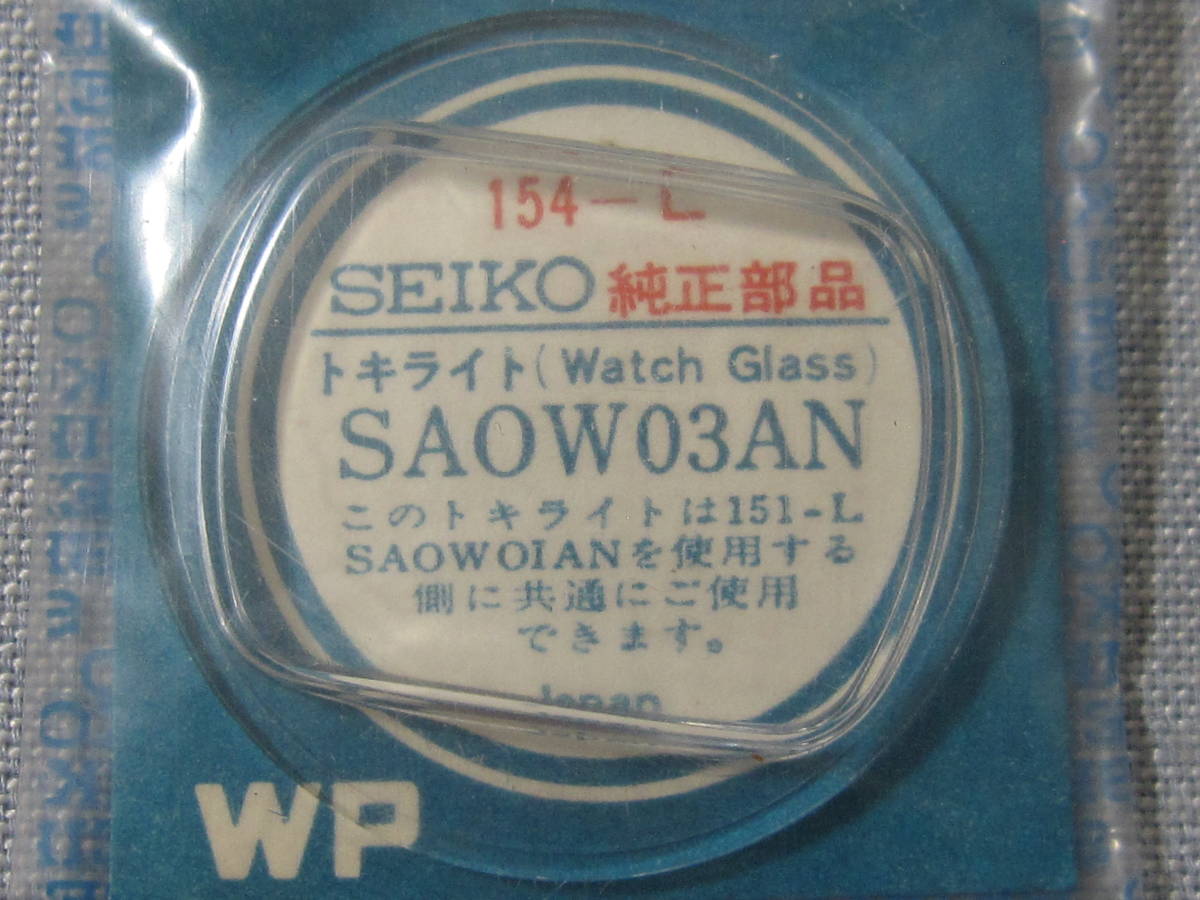 154-L
SEIKO 純正部品
トキライト(Watch Glass)
SAOW03AN
このトキライトは151-L
SAOWOIANを使用する
側に共通にご使用
できます。
Japan
WP